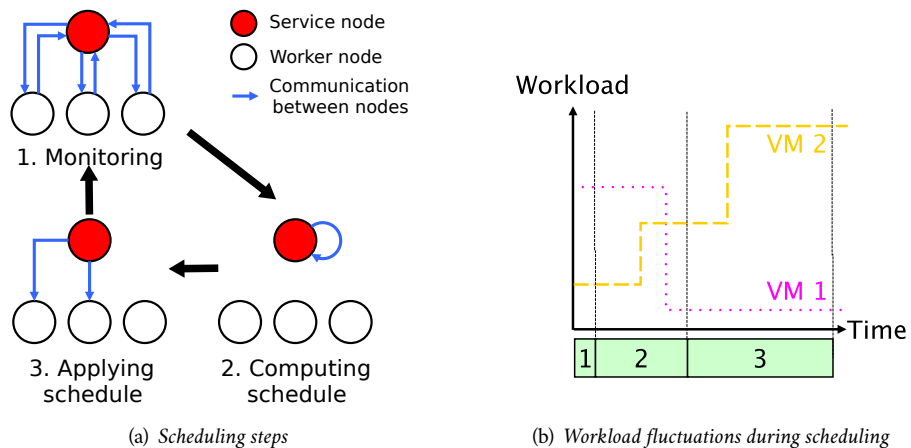 Service node
Worker node
Communication
between nodes
1. Monitoring
3. Applying
schedule
2. Computing
schedule
(a) Scheduling steps
Workload
VM 2
VM 1
Time
1 2 3
(b) Workload fluctuations during scheduling